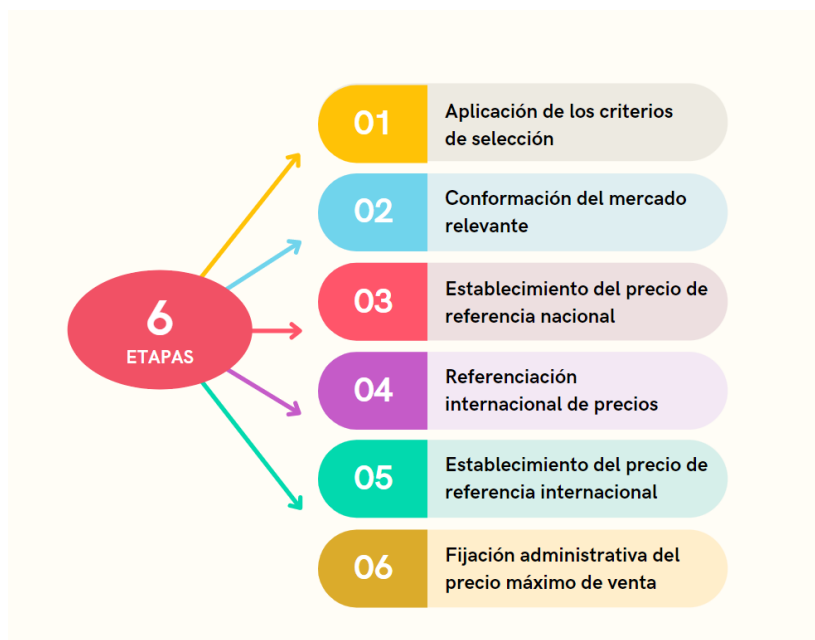 6
ETAPAS
01
Aplicación de los criterios
de selección
02
Conformación del mercado
relevante
03
Establecimiento del precio de
referencia nacional
04
Referenciación
internacional de precios
05
Establecimiento del precio de
referencia internacional
06
Fijación administrativa del
precio máximo de venta